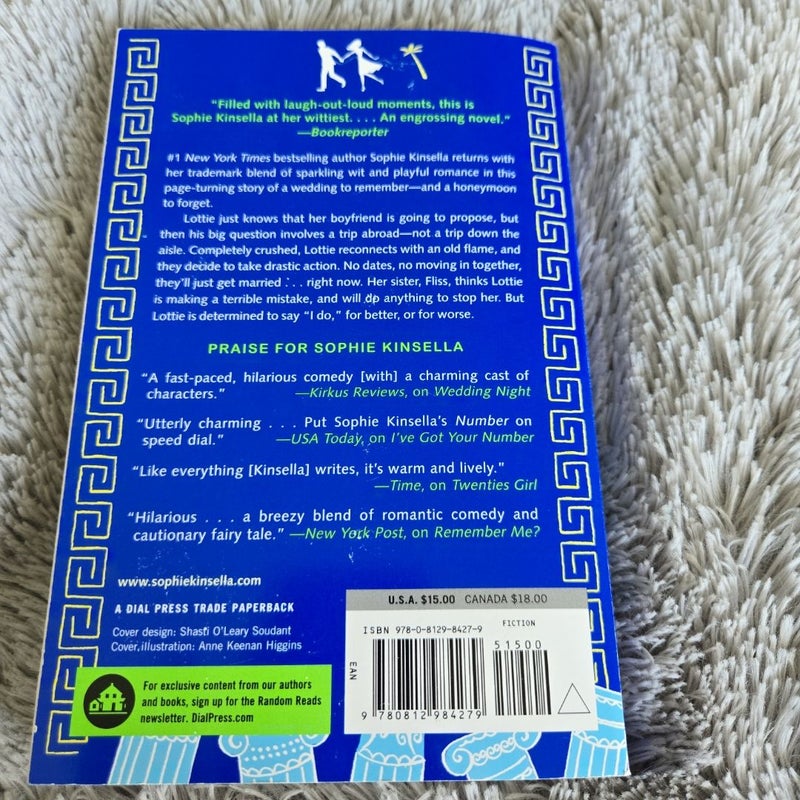 "Filled with laugh-out-loud moments, this is
Sophie Kinsella at her wittiest. . . . An engrossing novel."
—Bookreporter
#1 New York Times bestselling author Sophie Kinsella returns with
her trademark blend of sparkling wit and playful romance in this
page-turning story of a wedding to remember—and a honeymoon
to forget.
Lottie just knows that her boyfriend is going to propose, but
then his big question involves a trip abroad—not a trip down the
aisle. Completely crushed, Lottie reconnects with an old flame, and
they decide to take drastic action. No dates, no moving in together,
they'll just get married . . . right now. Her sister, Fliss, thinks Lottie
is making a terrible mistake, and will do anything to stop her. But
Lottie is determined to say "I do," for better, or for worse.
PRAISE FOR SOPHIE KINSELLA
"A fast-paced, hilarious comedy [with] a charming cast of
characters." —Kirkus Reviews, on Wedding Night
"Utterly charming . . . Put Sophie Kinsella's Number on
speed dial." —USA Today, on I've Got Your Number
"Like everything [Kinsella] writes, it's warm and lively."
—Time, on Twenties Girl
"Hilarious . . . a breezy blend of romantic comedy and
cautionary fairy tale." —New York Post, on Remember Me?
www.sophiekinsella.com
A DIAL PRESS TRADE PAPERBACK
Cover design: Shasti O'Leary Soudant
Cover illustration: Anne Keenan Higgins
For exclusive content from our authors
and books, sign up for the Random Reads
newsletter. DialPress.com
U.S.A. $15.00 CANADA $18.00
FICTION
ISBN 978-0-8129-8427-9
51500
EAN
9 780812 984279